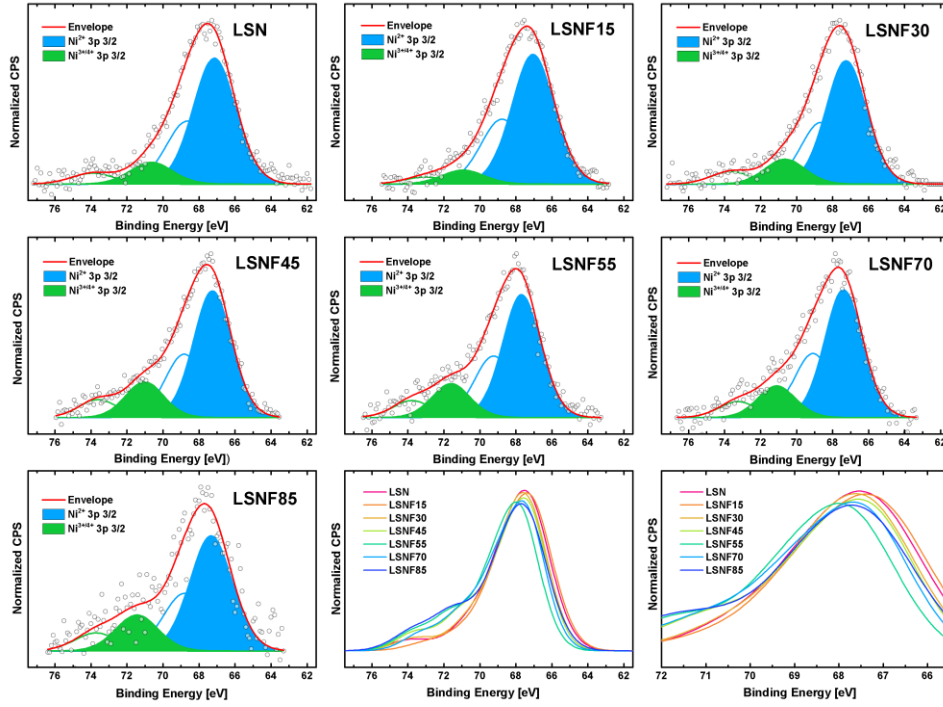 LSN
Envelope
Ni²⁺ 3p 3/2
Ni³⁺/⁴⁺ 3p 3/2
Normalized CPS
76 74 72 70 68 66 64 62
Binding Energy [eV]
LSNF15
Envelope
Ni²⁺ 3p 3/2
Ni³⁺/⁴⁺ 3p 3/2
Normalized CPS
76 74 72 70 68 66 64 62
Binding Energy [eV]
LSNF30
Envelope
Ni²⁺ 3p 3/2
Ni³⁺/⁴⁺ 3p 3/2
Normalized CPS
76 74 72 70 68 66 64 62
Binding Energy [eV]
LSNF45
Envelope
Ni²⁺ 3p 3/2
Ni³⁺/⁴⁺ 3p 3/2
Normalized CPS
76 74 72 70 68 66 64 62
Binding Energy [eV])
LSNF55
Envelope
Ni²⁺ 3p 3/2
Ni³⁺/⁴⁺ 3p 3/2
Normalized CPS
76 74 72 70 68 66 64 62
Binding Energy [eV]
LSNF70
Envelope
Ni²⁺ 3p 3/2
Ni³⁺/⁴⁺ 3p 3/2
Normalized CPS
76 74 72 70 68 66 64 62
Binding Energy [eV]
LSNF85
Envelope
Ni²⁺ 3p 3/2
Ni³⁺/⁴⁺ 3p 3/2
Normalized CPS
76 74 72 70 68 66 64 62
Binding Energy [eV]
LSN
LSNF15
LSNF30
LSNF45
LSNF55
LSNF70
LSNF85
Normalized CPS
76 74 72 70 68 66 64 62
Binding Energy [eV]
LSN
LSNF15
LSNF30
LSNF45
LSNF55
LSNF70
LSNF85
Normalized CPS
72 71 70 69 68 67 66
Binding Energy [eV]